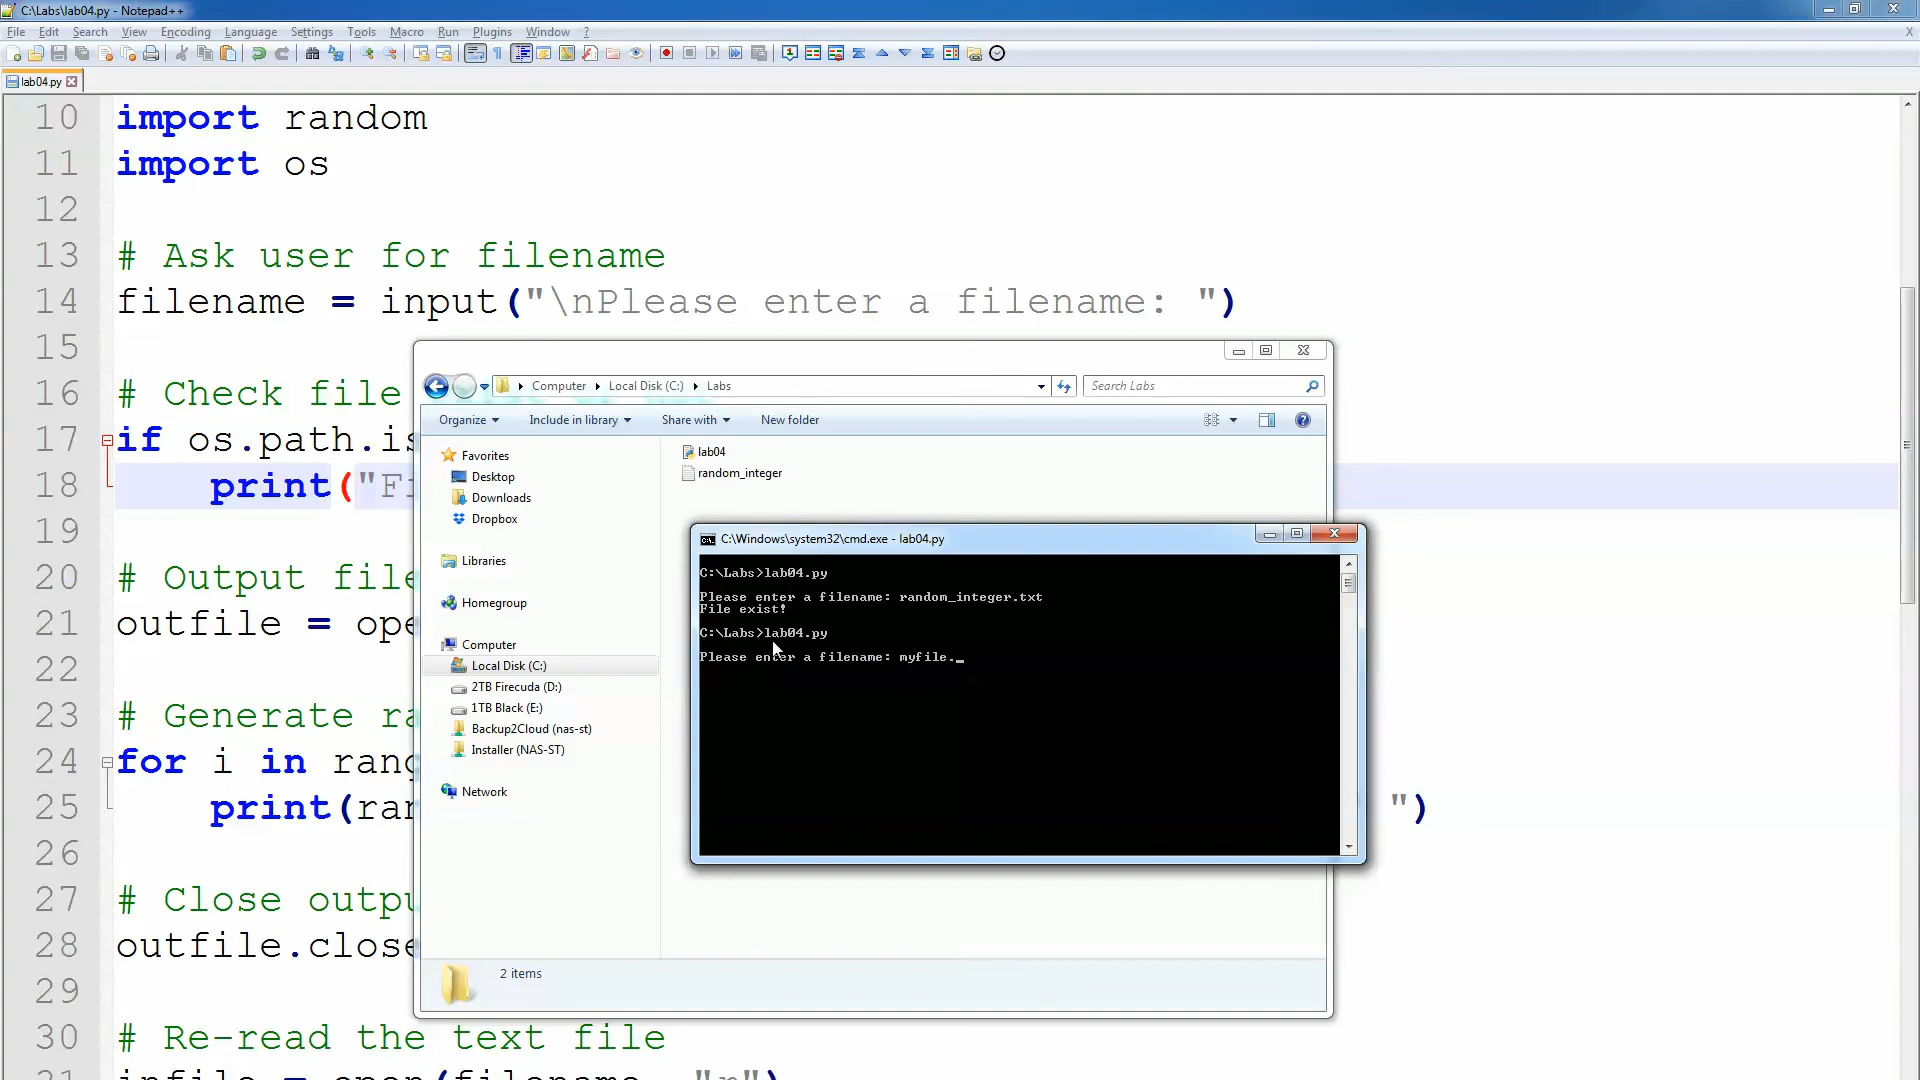 C:\Labs\lab04.py - Notepad++
File Edit Search View Encoding Language Settings Tools Macro Run Plugins Window ? X
lab04.py
10 import random
11 import os
12
13 # Ask user for filename
14 filename = input("\nPlease enter a filename: ")
15
16 # Check file
17 if os.path.is
18 print("Fi
19
20 # Output file
21 outfile = ope
22
23 # Generate ra
24 for i in rang
25 print(ran ")
26
27 # Close outpu
28 outfile.close
29
30 # Re-read the text file
31 infile = open(filename, "r")
Computer Local Disk (C:) Labs
Search Labs
Organize Include in library Share with New folder
Favorites
Desktop
Downloads
Dropbox
Libraries
Homegroup
Computer
Local Disk (C:)
2TB Firecuda (D:)
1TB Black (E:)
Backup2Cloud (nas-st)
Installer (NAS-ST)
Network
lab04
random_integer
2 items
C:\Windows\system32\cmd.exe - lab04.py
C:\Labs>lab04.py
Please enter a filename: random_integer.txt
File exist!
C:\Labs>lab04.py
Please enter a filename: myfile._